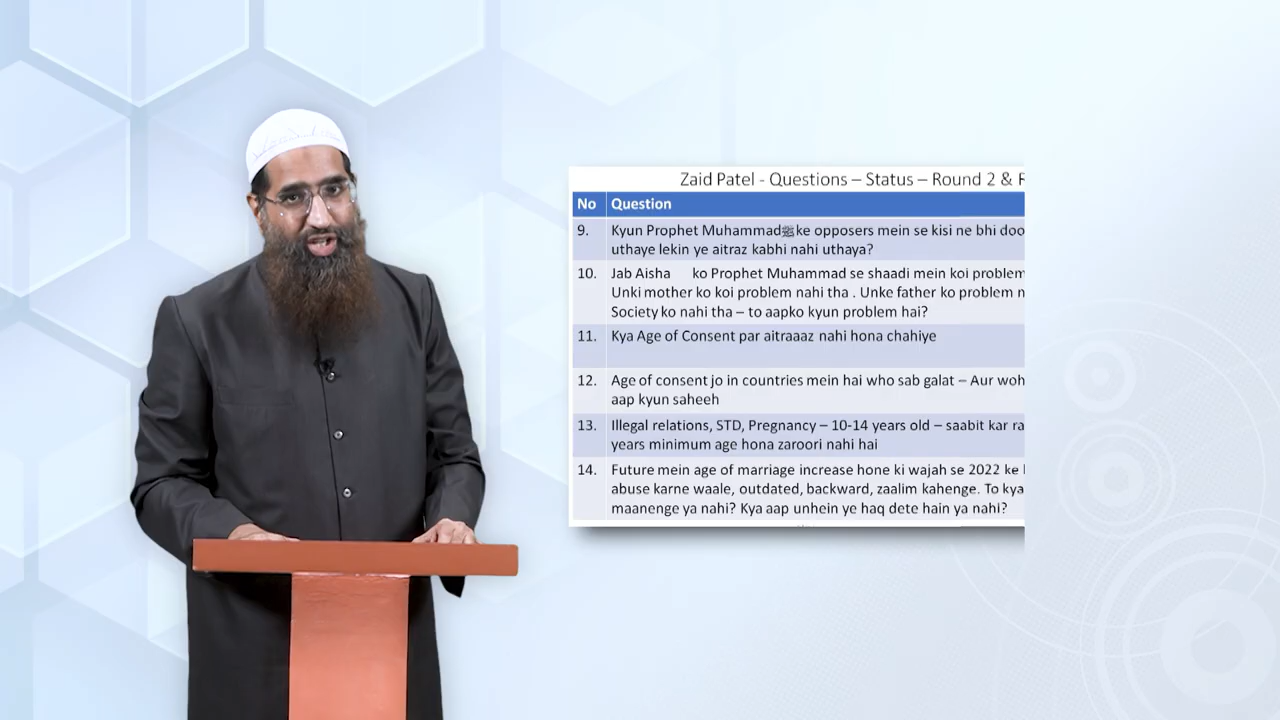 Zaid Patel - Questions – Status – Round 2 &
No Question
9. Kyun Prophet Muhammadﷺ ke opposers mein se kisi ne bhi
uthaye lekin ye aitraz kabhi nahi uthaya?
10. Jab Aisha ko Prophet Muhammad se shaadi mein koi problem
Unki mother ko koi problem nahi tha . Unke father ko problem
Society ko nahi tha – to aapko kyun problem hai?
11. Kya Age of Consent par aitraaaz nahi hona chahiye
12. Age of consent jo in countries mein hai who sab galat – Aur woh
aap kyun saheeh
13. Illegal relations, STD, Pregnancy – 10-14 years old – saabit kar
years minimum age hona zaroori nahi hai
14. Future mein age of marriage increase hone ki wajah se 2022 ke
abuse karne waale, outdated, backward, zaalim kahenge. To kya
maanenge ya nahi? Kya aap unhein ye haq dete hain ya nahi?